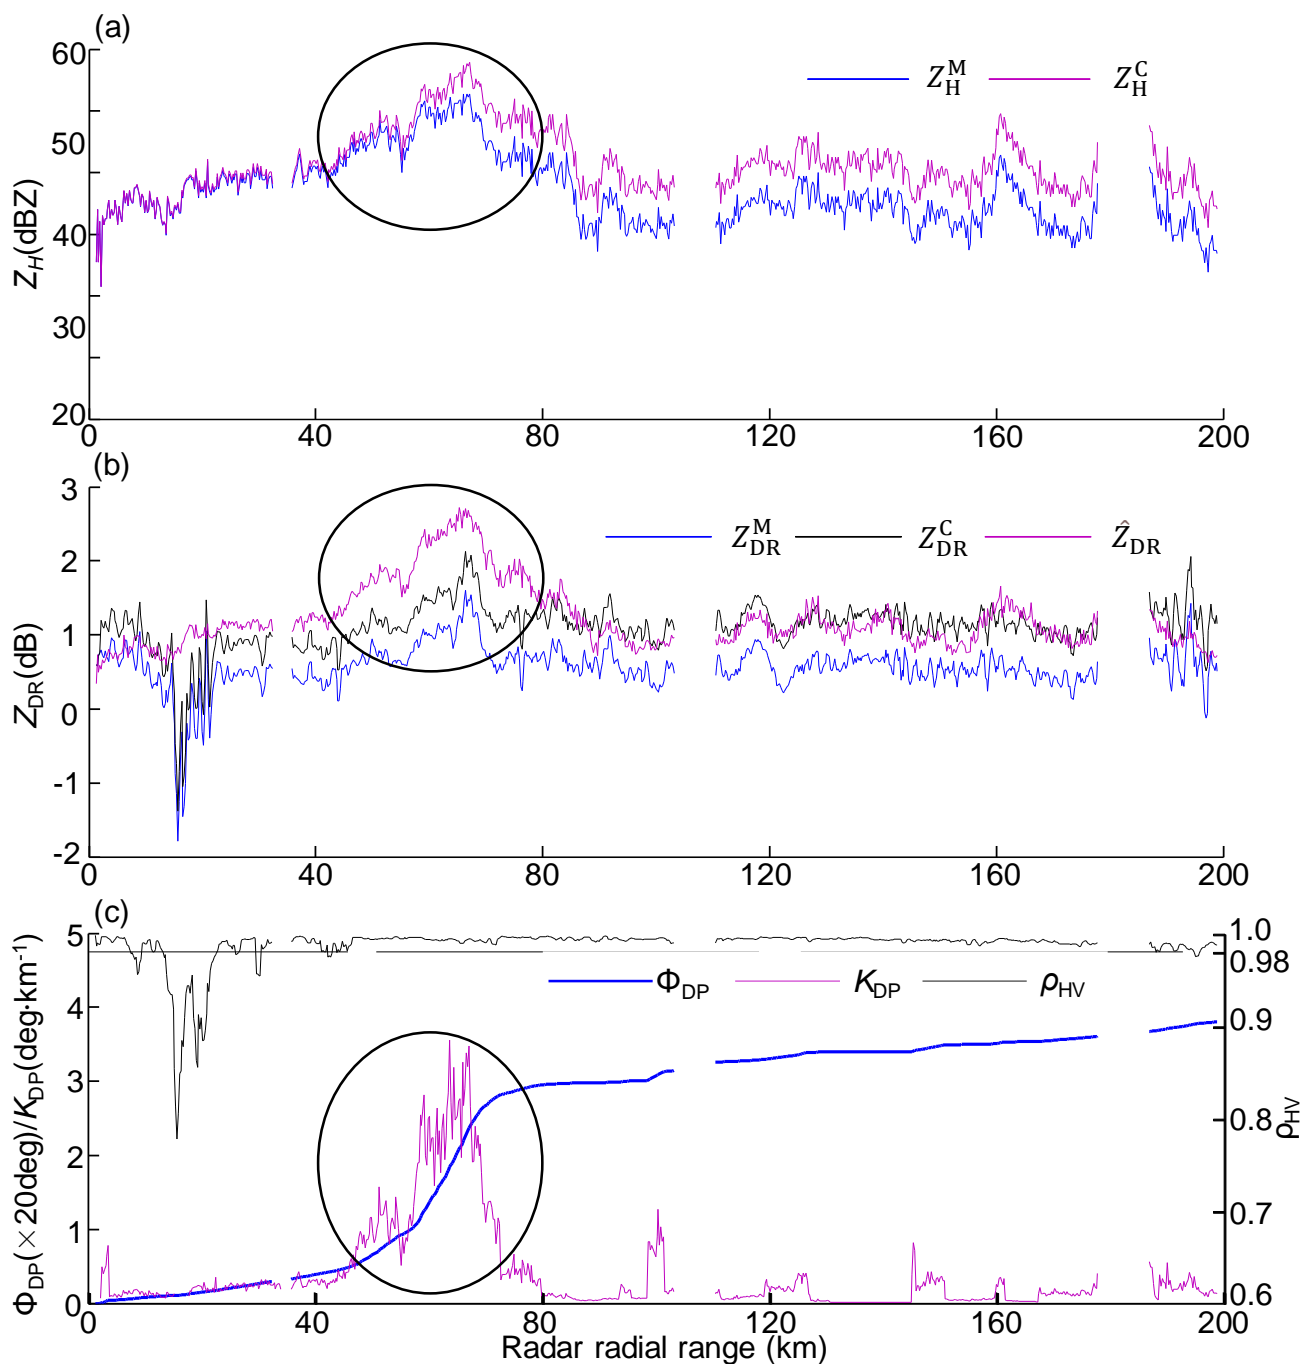 (a)
60
50
40
30
20
Z_H(dBZ)
Z_H^M Z_H^C
0 40 80 120 160 200
(b)
3
2
1
0
-1
-2
Z_DR(dB)
Z_DR^M Z_DR^C Ẑ_DR
0 40 80 120 160 200
(c)
5
4
3
2
1
0
Φ_DP(×20deg)/K_DP(deg·km⁻¹)
Φ_DP K_DP ρ_HV
1.0
0.98
0.9
0.8
0.7
0.6
ρ_HV
0 40 80 120 160 200
Radar radial range (km)